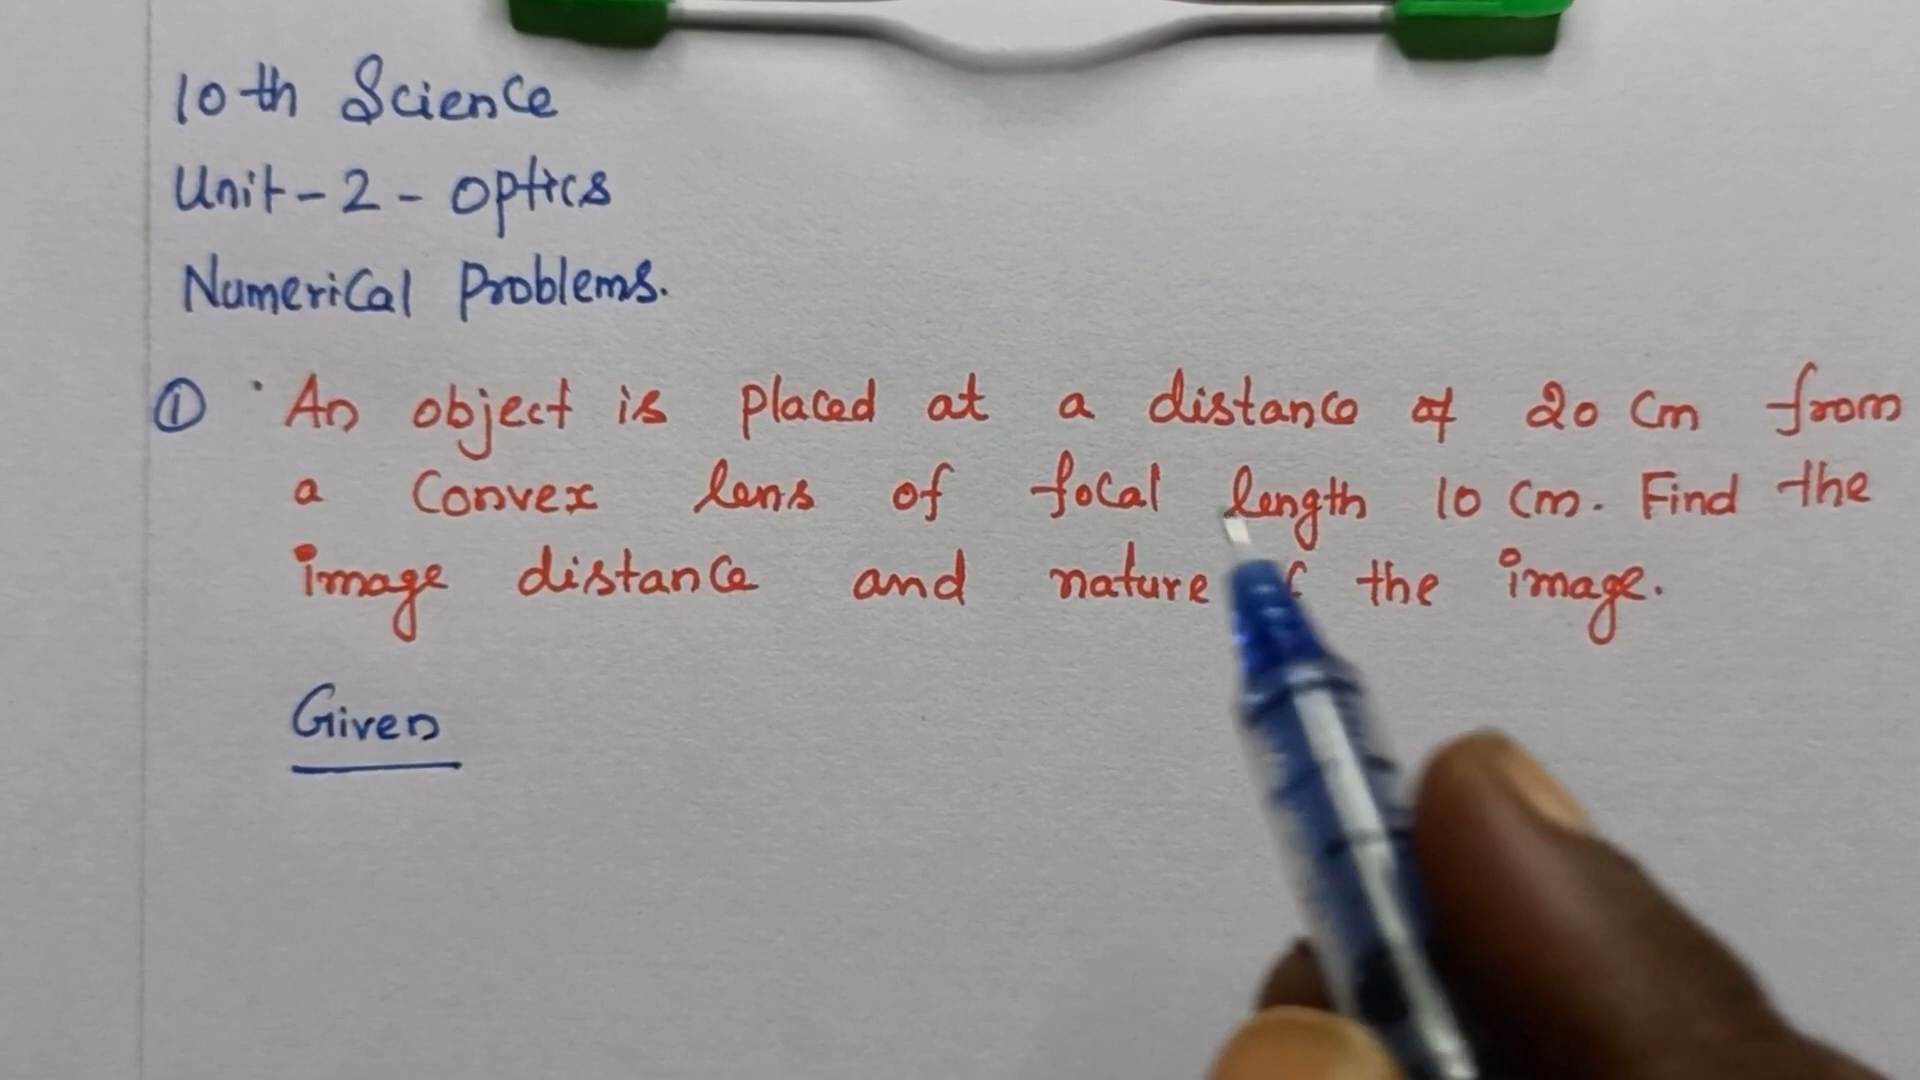 10th Science
Unit-2-Optics
Numerical Problems.
① An object is placed at a distance of 20 cm from
a convex lens of focal length 10 cm. Find the
image distance and nature the image.
Given